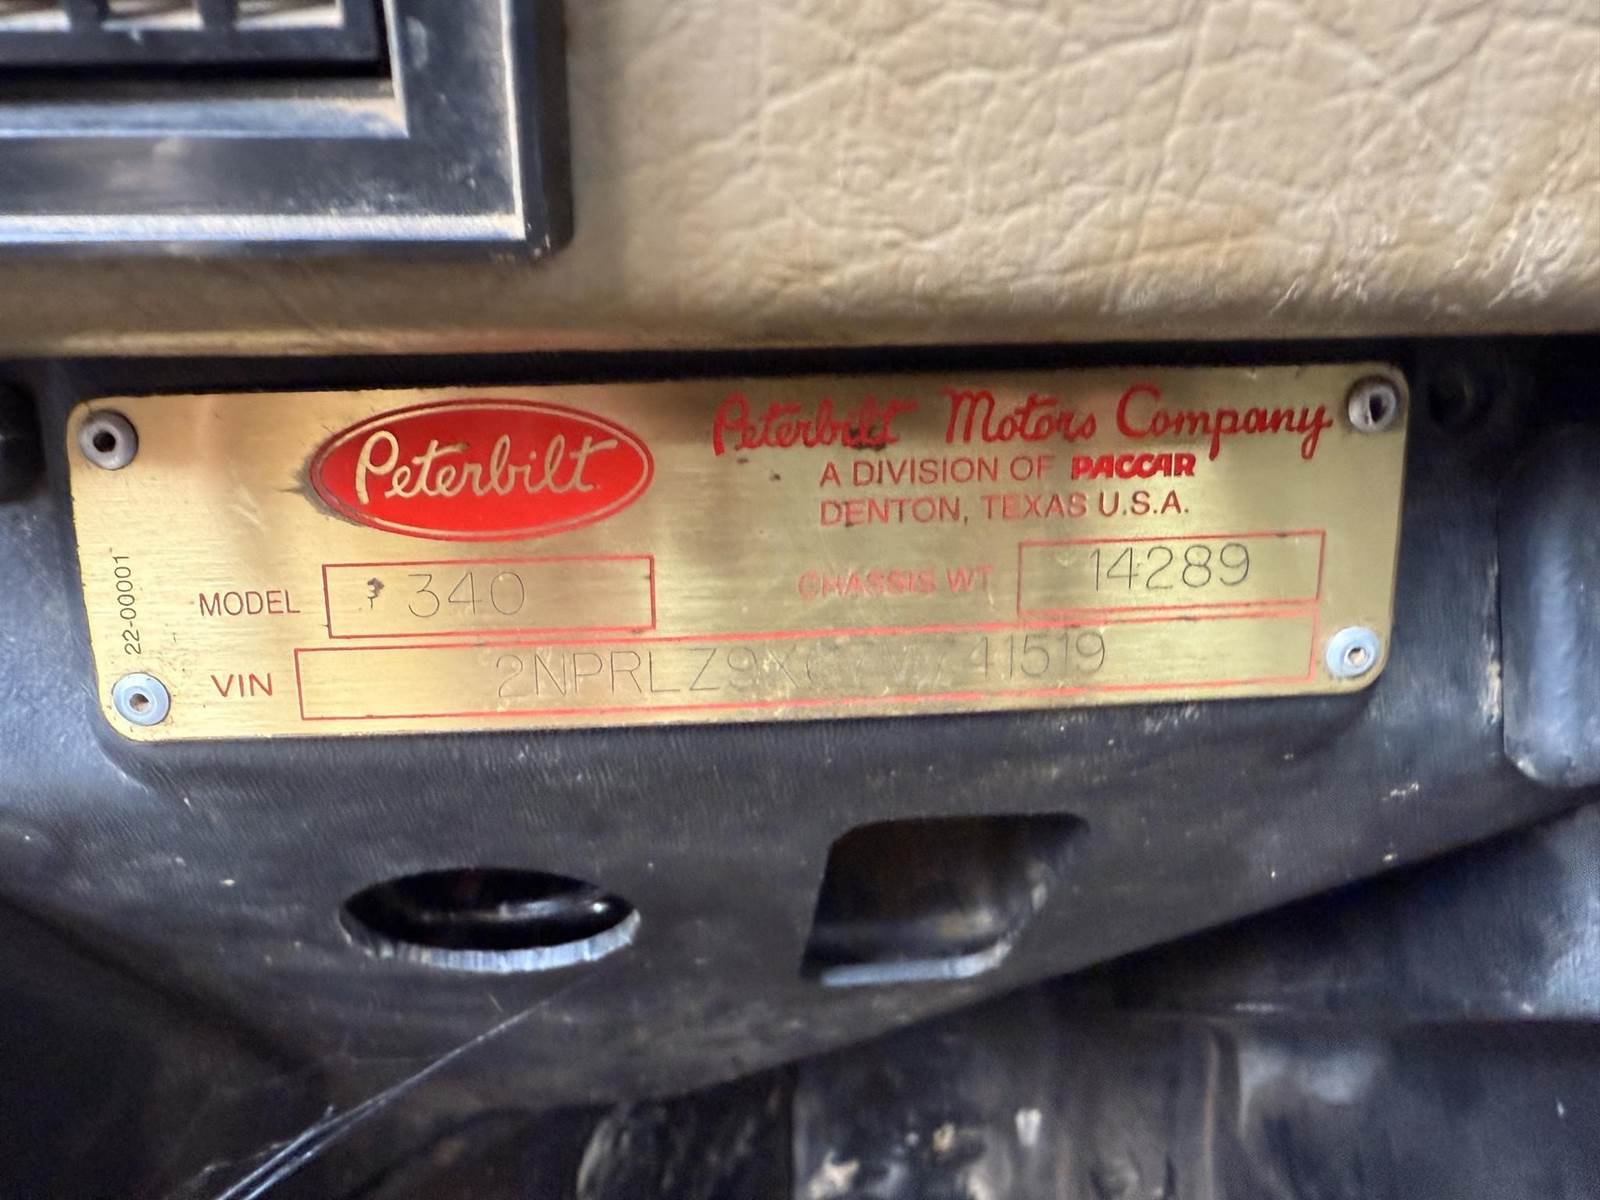 Peterbilt
Peterbilt Motors Company
A DIVISION OF PACCAR
DENTON, TEXAS U.S.A.
22-00001
MODEL 340
CHASSIS WT 14289
VIN